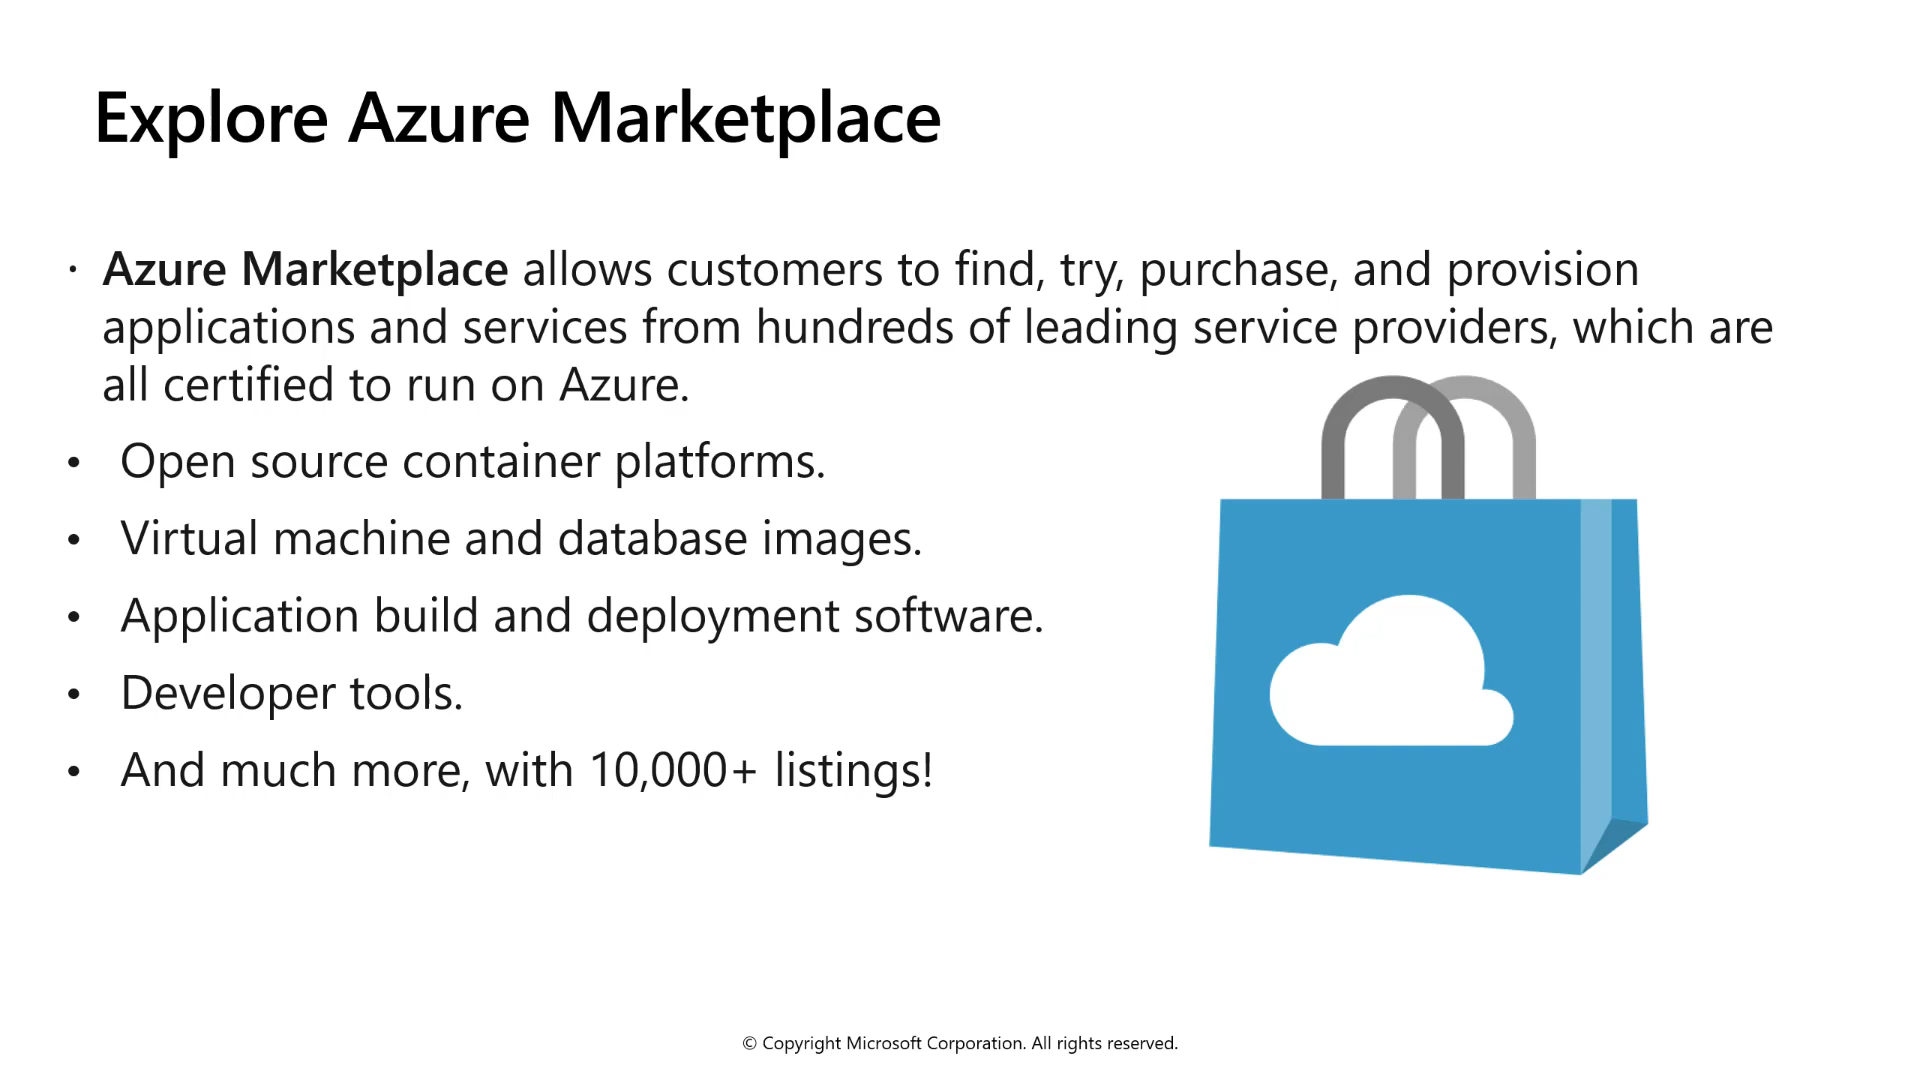 Explore Azure Marketplace
· Azure Marketplace allows customers to find, try, purchase, and provision
applications and services from hundreds of leading service providers, which are
all certified to run on Azure.
• Open source container platforms.
• Virtual machine and database images.
• Application build and deployment software.
• Developer tools.
• And much more, with 10,000+ listings!
© Copyright Microsoft Corporation. All rights reserved.